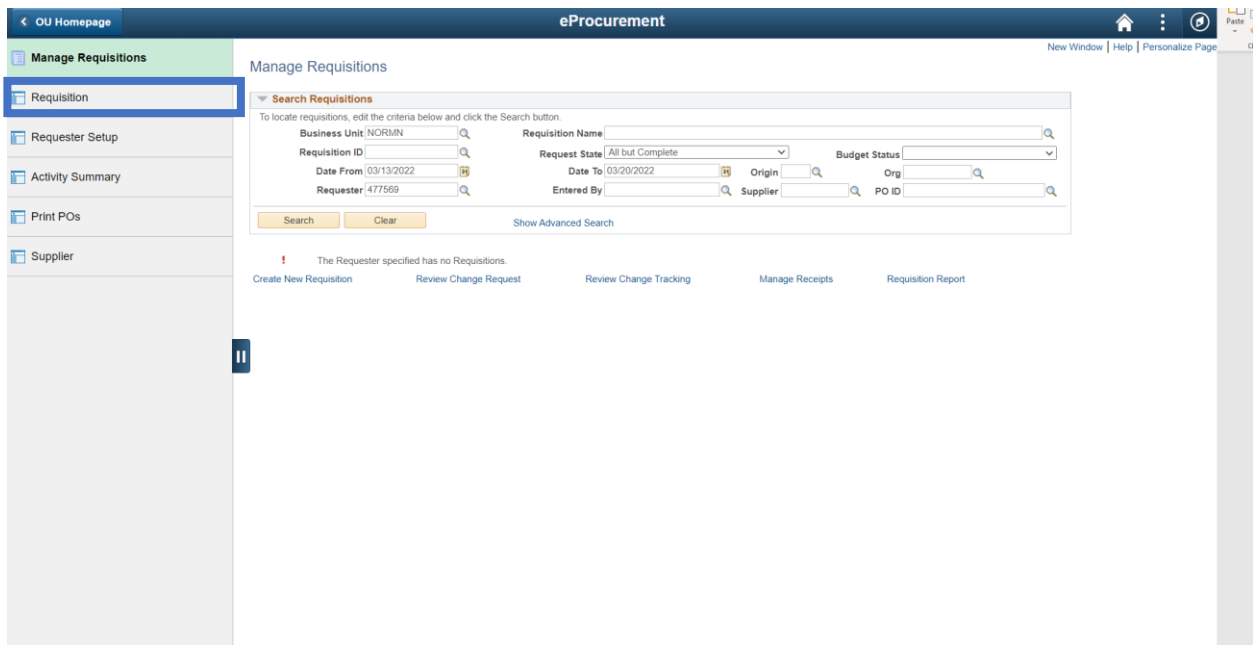 OU Homepage
eProcurement
Paste
New Window | Help | Personalize Page
Manage Requisitions
Requisition
Requester Setup
Activity Summary
Print POs
Supplier
Manage Requisitions
Search Requisitions
To locate requisitions, edit the criteria below and click the Search button.
Business Unit NORMN Requisition Name
Requisition ID Request State All but Complete Budget Status
Date From 03/13/2022 Date To 03/20/2022 Origin Org
Requester 477569 Entered By Supplier PO ID
Search Clear Show Advanced Search
! The Requester specified has no Requisitions.
Create New Requisition Review Change Request Review Change Tracking Manage Receipts Requisition Report